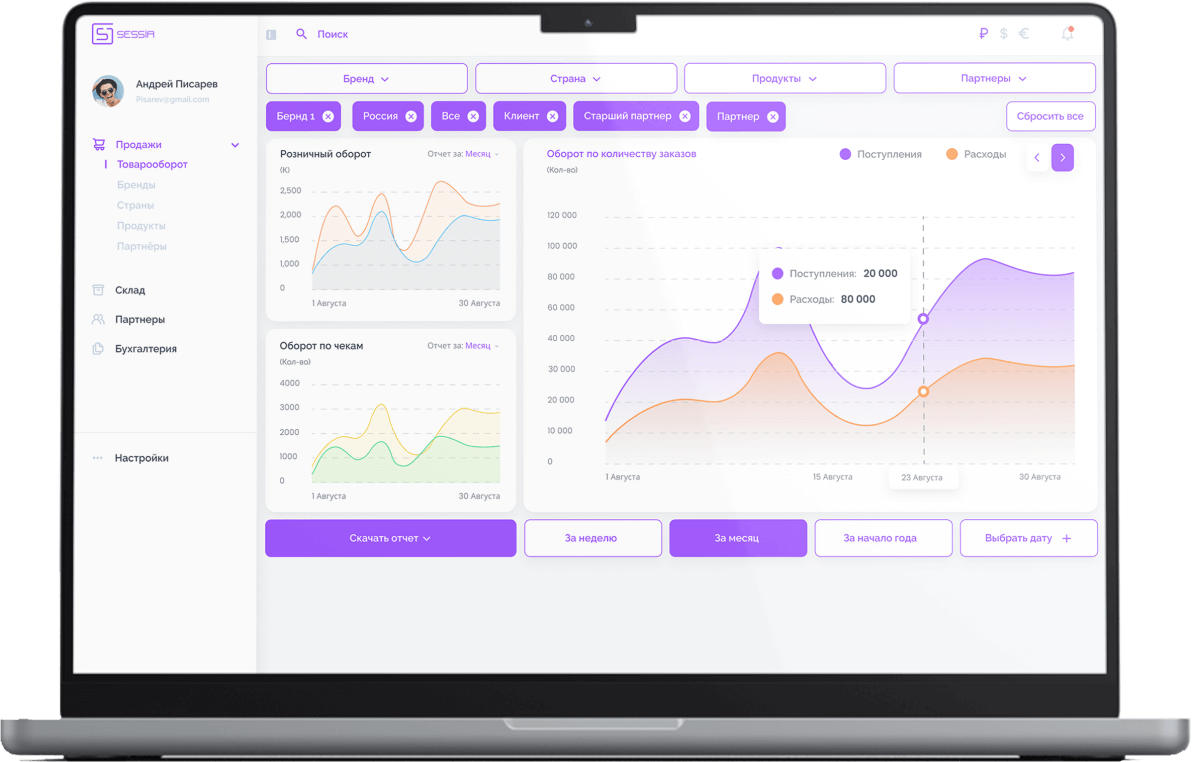 SESSIA
Поиск
₽ $ €
Андрей Писарев
Pisarev@gmail.com
Продажи
Товарооборот
Бренды
Страны
Продукты
Партнёры
Склад
Партнеры
Бухгалтерия
Настройки
Бренд
Страна
Продукты
Партнеры
Бернд 1
Россия
Все
Клиент
Старший партнер
Партнер
Сбросить все
Розничный оборот
Отчет за: Месяц
(К)
2,500
2,000
1,500
1,000
0
1 Августа
30 Августа
Оборот по чекам
Отчет за: Месяц
(Кол-во)
4000
3000
2000
1000
0
1 Августа
30 Августа
Оборот по количеству заказов
(Кол-во)
Поступления
Расходы
120 000
100 000
80 000
60 000
40 000
30 000
20 000
10 000
0
Поступления: 20 000
Расходы: 80 000
1 Августа
15 Августа
23 Августа
30 Августа
Скачать отчет
За неделю
За месяц
За начало года
Выбрать дату +